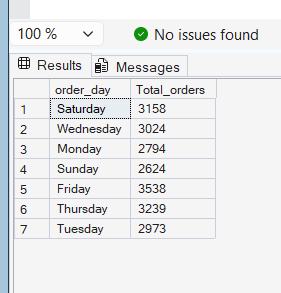 100 %
No issues found
Results Messages
order_day Total_orders
1 Saturday 3158
2 Wednesday 3024
3 Monday 2794
4 Sunday 2624
5 Friday 3538
6 Thursday 3239
7 Tuesday 2973